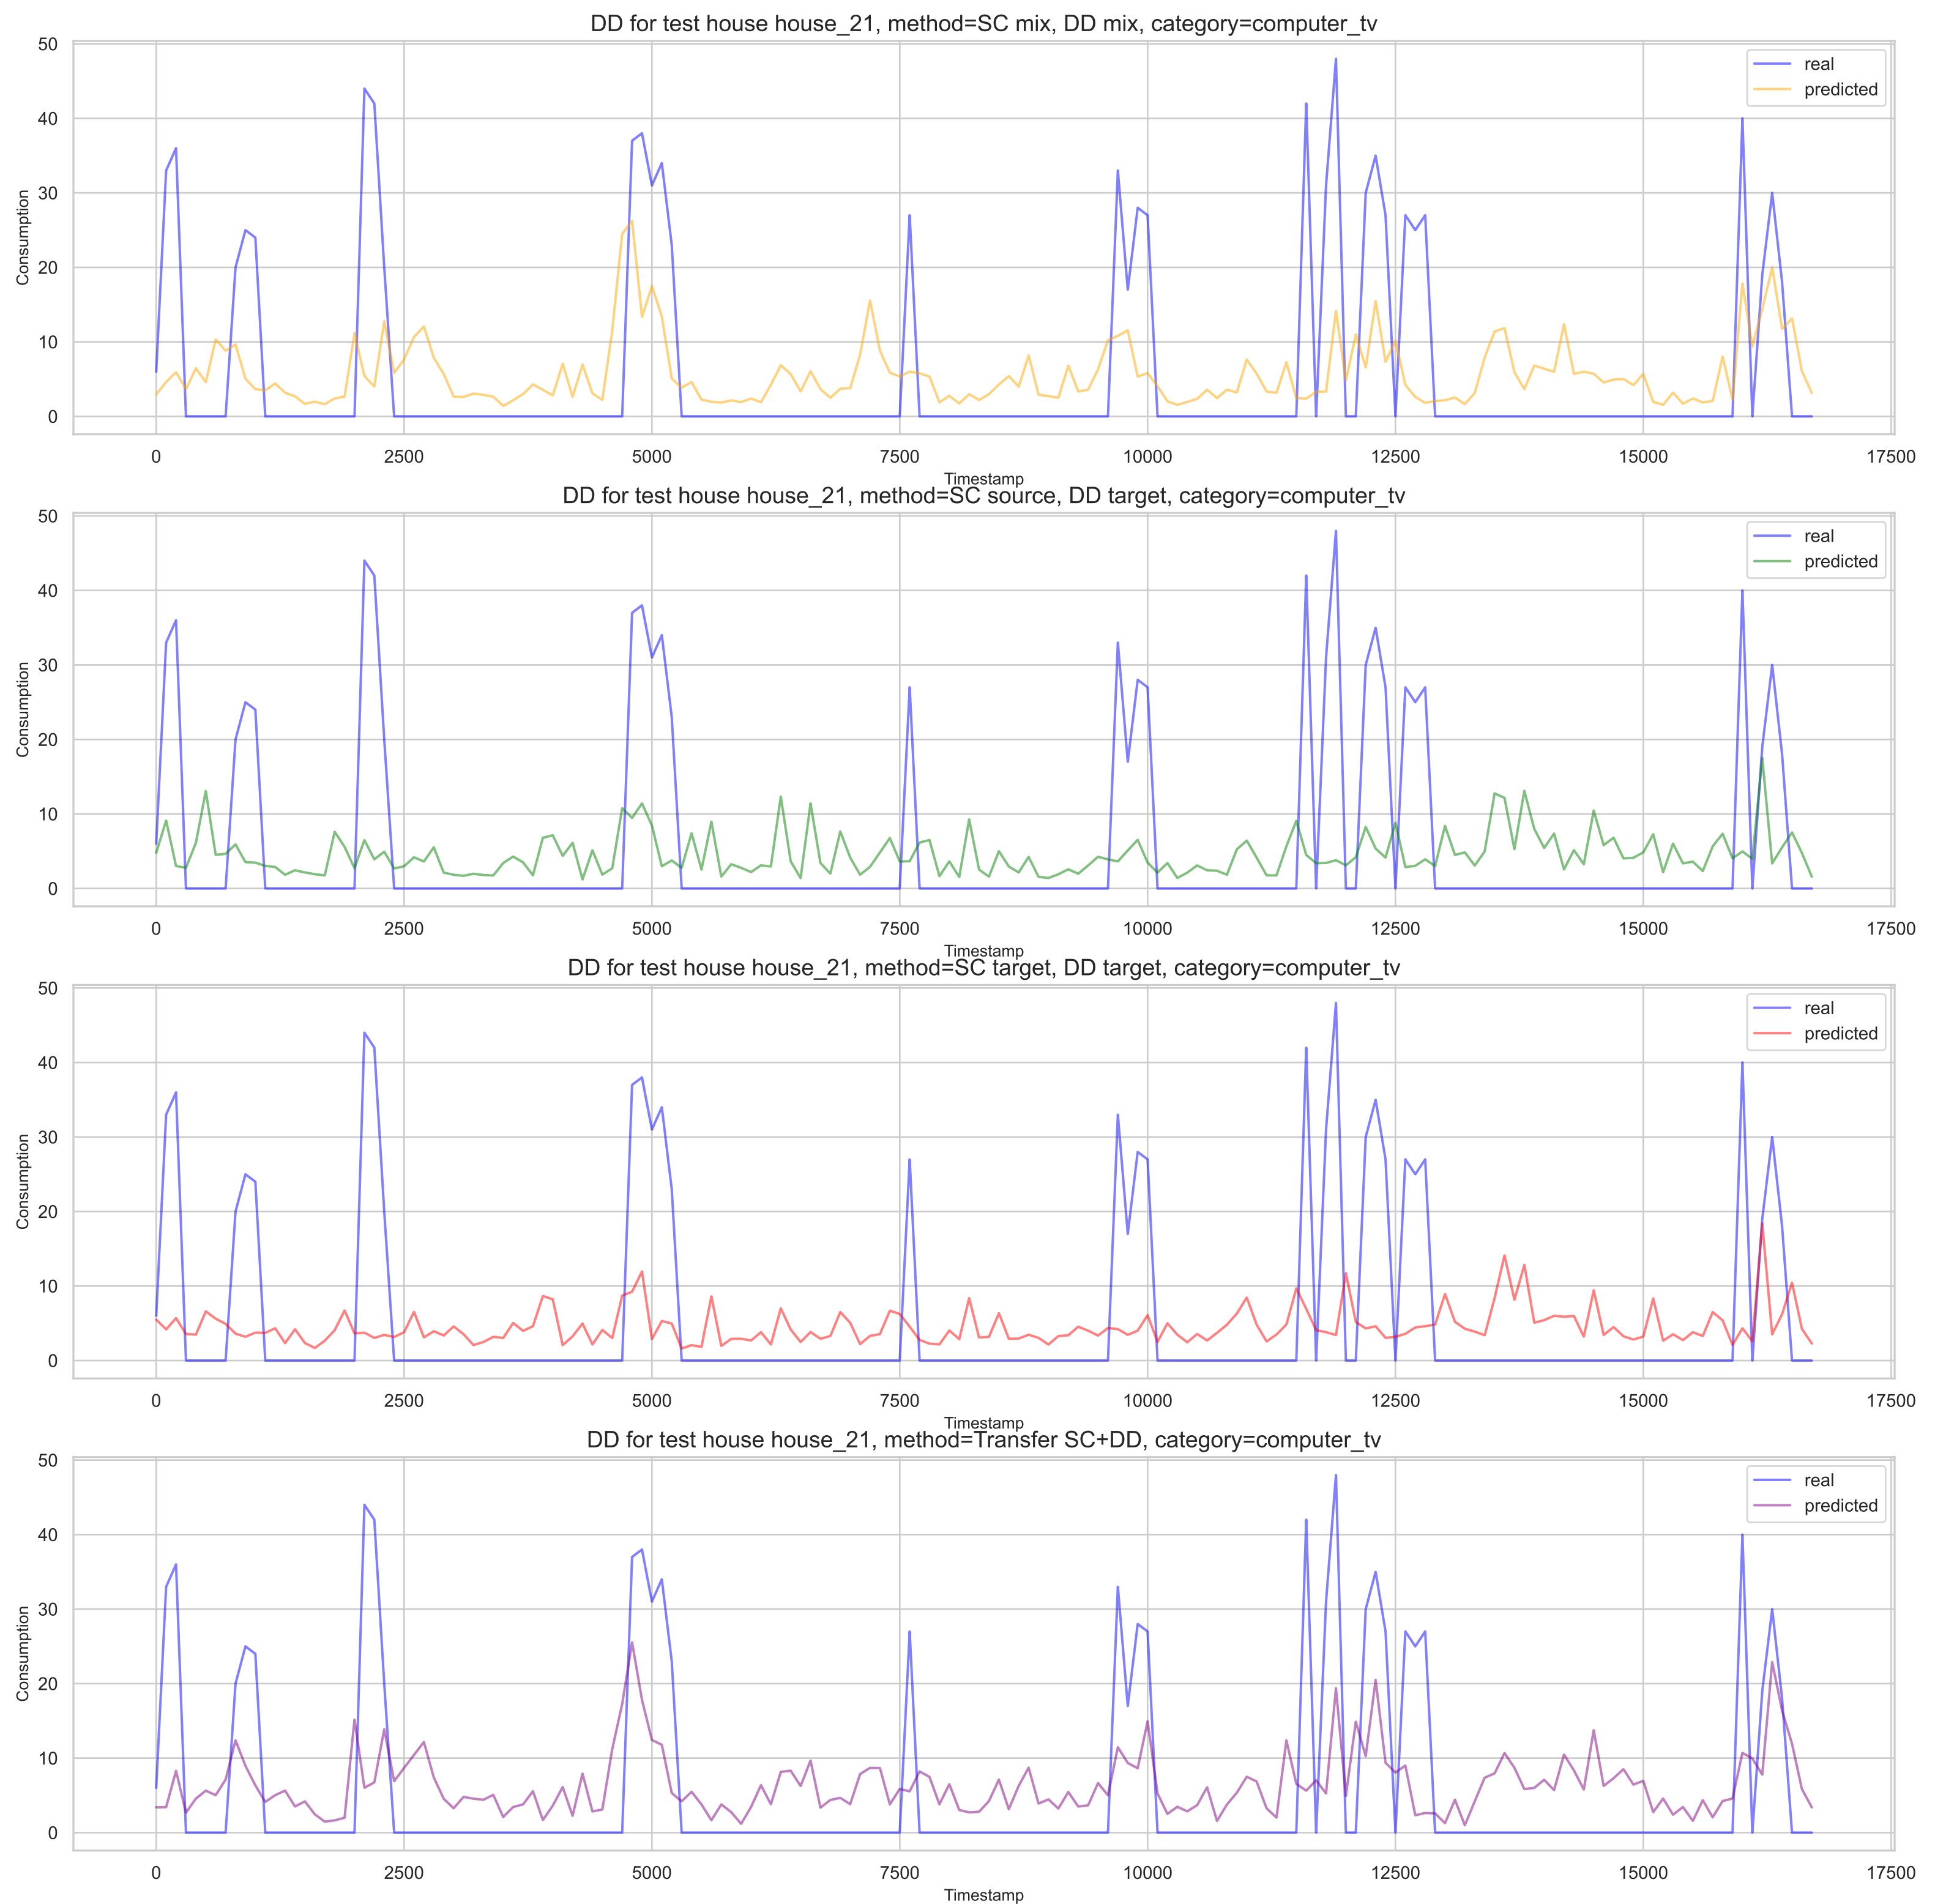 DD for test house house_21, method=SC mix, DD mix, category=computer_tv
50
40
30
20
10
0
Consumption
real
predicted
0 2500 5000 7500 10000 12500 15000 17500
Timestamp
DD for test house house_21, method=SC source, DD target, category=computer_tv
50
40
30
20
10
0
Consumption
real
predicted
0 2500 5000 7500 10000 12500 15000 17500
Timestamp
DD for test house house_21, method=SC target, DD target, category=computer_tv
50
40
30
20
10
0
Consumption
real
predicted
0 2500 5000 7500 10000 12500 15000 17500
Timestamp
DD for test house house_21, method=Transfer SC+DD, category=computer_tv
50
40
30
20
10
0
Consumption
real
predicted
0 2500 5000 7500 10000 12500 15000 17500
Timestamp